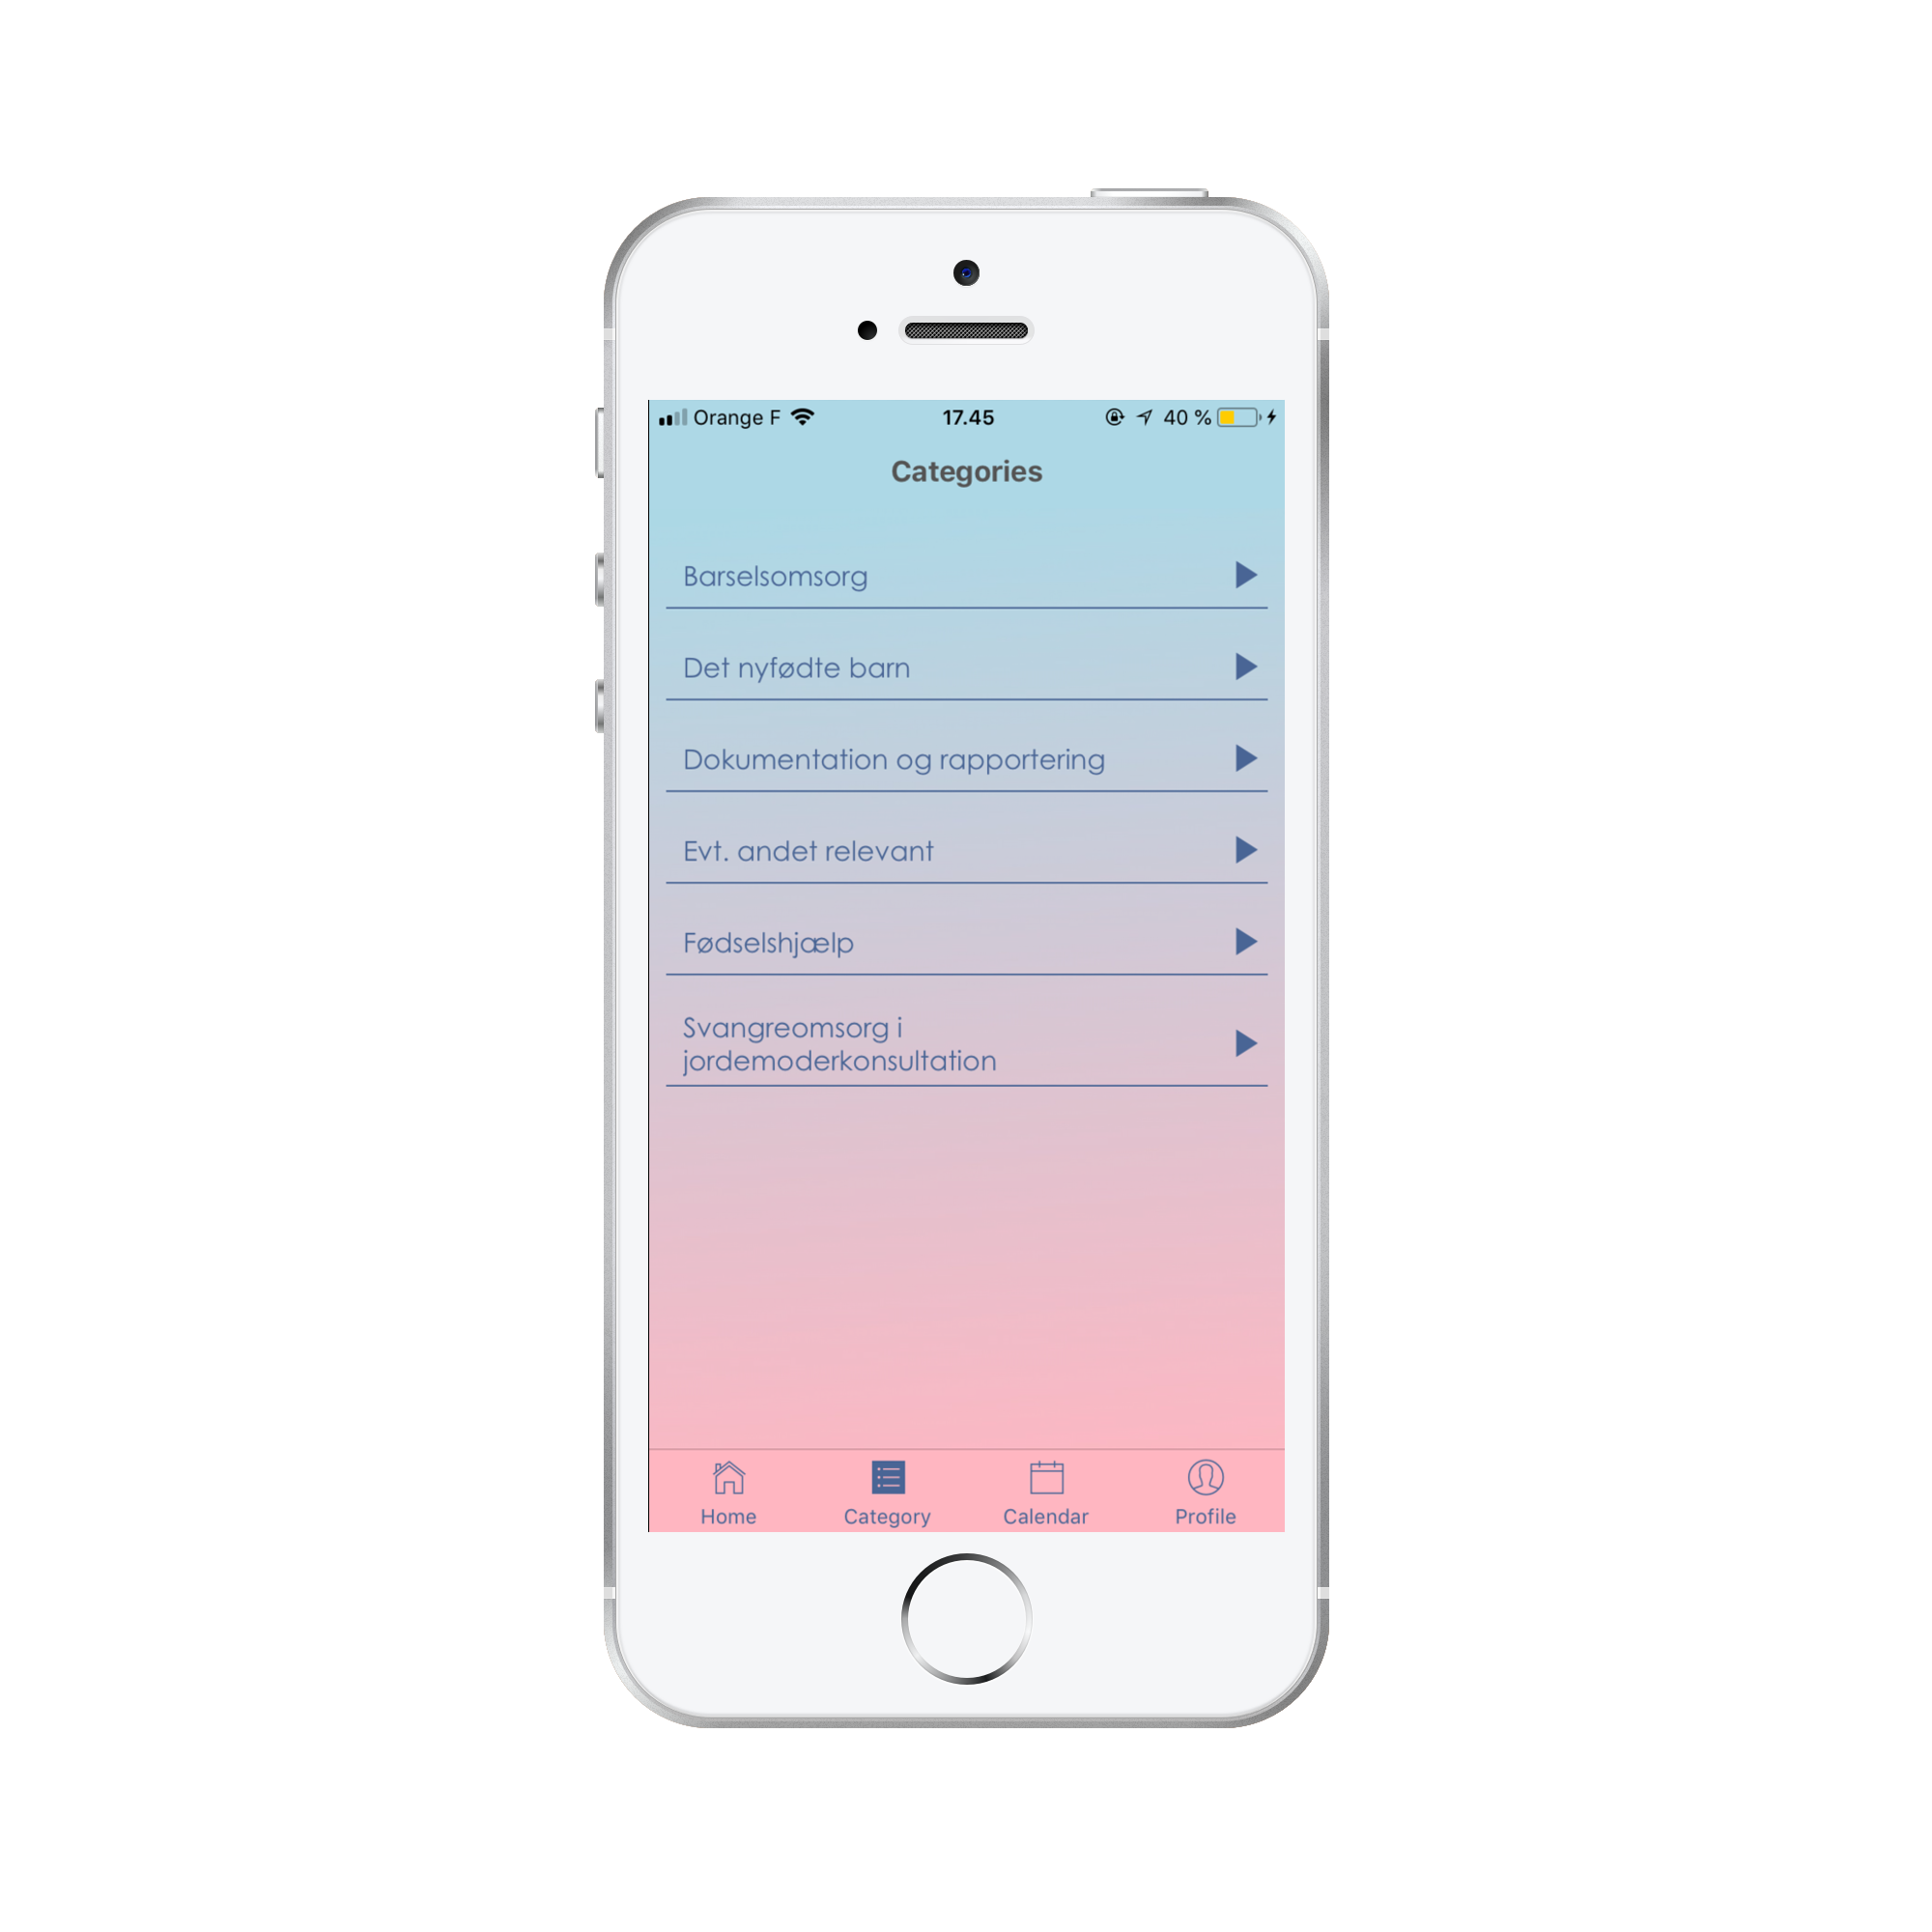 Orange F 17.45 40 %
Categories
Barselsomsorg
Det nyfødte barn
Dokumentation og rapportering
Evt. andet relevant
Fødselshjælp
Svangreomsorg i
jordemoderkonsultation
Home Category Calendar Profile